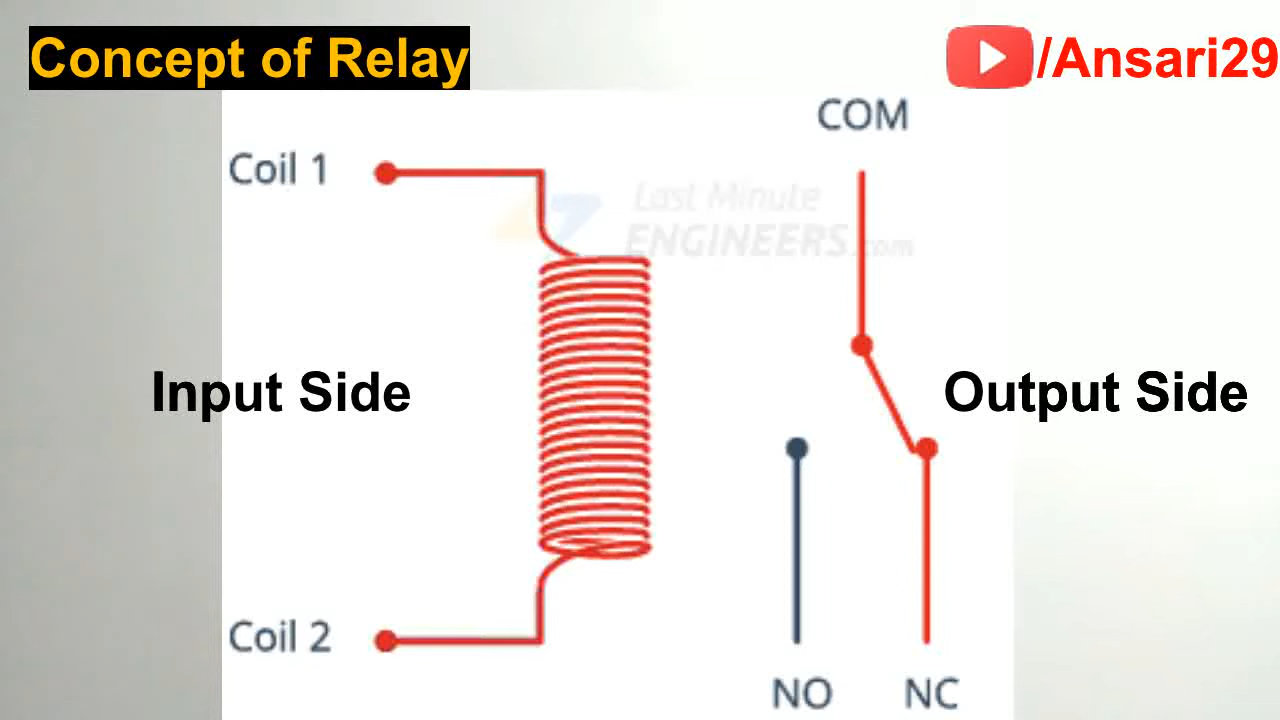 Concept of Relay
/Ansari29
COM
Coil 1
Last Minute
ENGINEERS.com
Input Side
Output Side
Coil 2
NO
NC